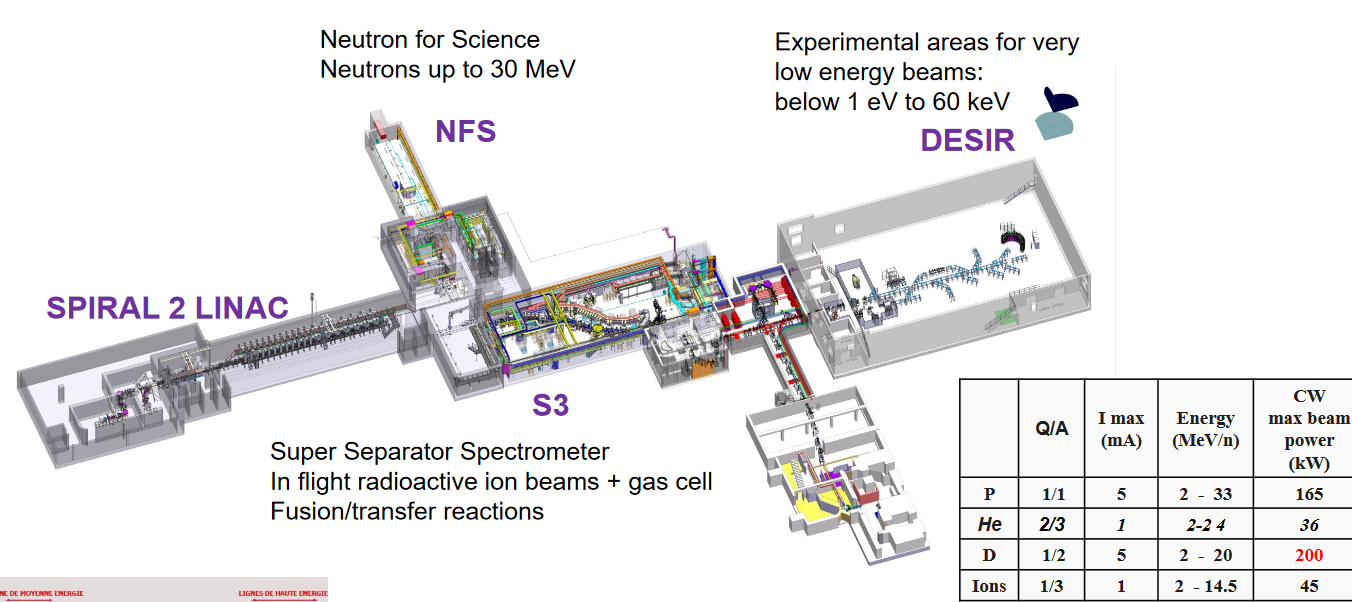 Neutron for Science
Neutrons up to 30 MeV
NFS
Experimental areas for very
low energy beams:
below 1 eV to 60 keV
DESIR
SPIRAL 2 LINAC
S3
Super Separator Spectrometer
In flight radioactive ion beams + gas cell
Fusion/transfer reactions
Q/A I max (mA) Energy (MeV/n) CW max beam power (kW)
P 1/1 5 2 - 33 165
He 2/3 1 2-2 4 36
D 1/2 5 2 - 20 200
Ions 1/3 1 2 - 14.5 45
NE DE MOYENNE ENERGIE
LIGNES DE HAUTE ENERGIE